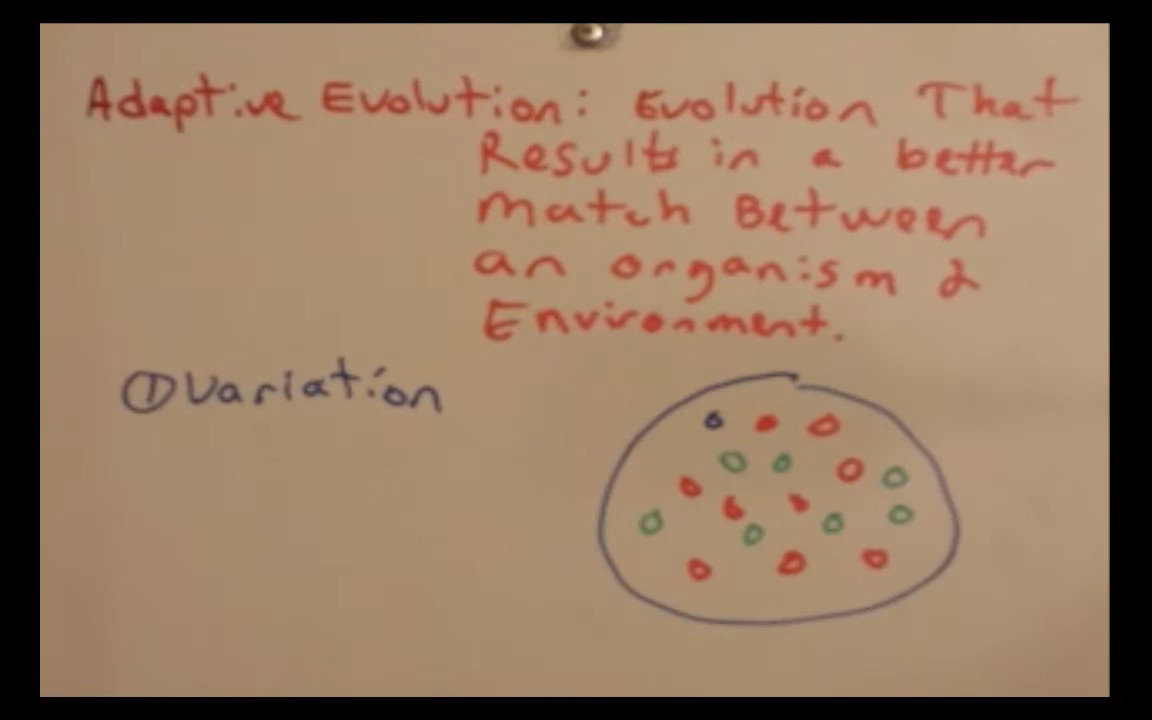 Adaptive Evolution: Evolution That
Results in a better
Match Between
an organism &
Environment.
① Variation